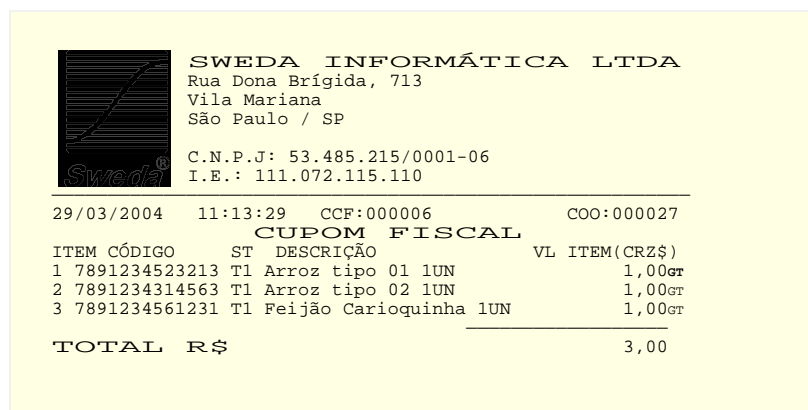 SWEDA INFORMÁTICA LTDA
Rua Dona Brígida, 713
Vila Mariana
São Paulo / SP
C.N.P.J: 53.485.215/0001-06
I.E.: 111.072.115.110
Sweda®
29/03/2004 11:13:29 CCF:000006 COO:000027
CUPOM FISCAL
ITEM CÓDIGO ST DESCRIÇÃO VL ITEM(CRZ$)
1 7891234523213 T1 Arroz tipo 01 1UN 1,00GT
2 7891234314563 T1 Arroz tipo 02 1UN 1,00GT
3 7891234561231 T1 Feijão Carioquinha 1UN 1,00GT
TOTAL R$ 3,00